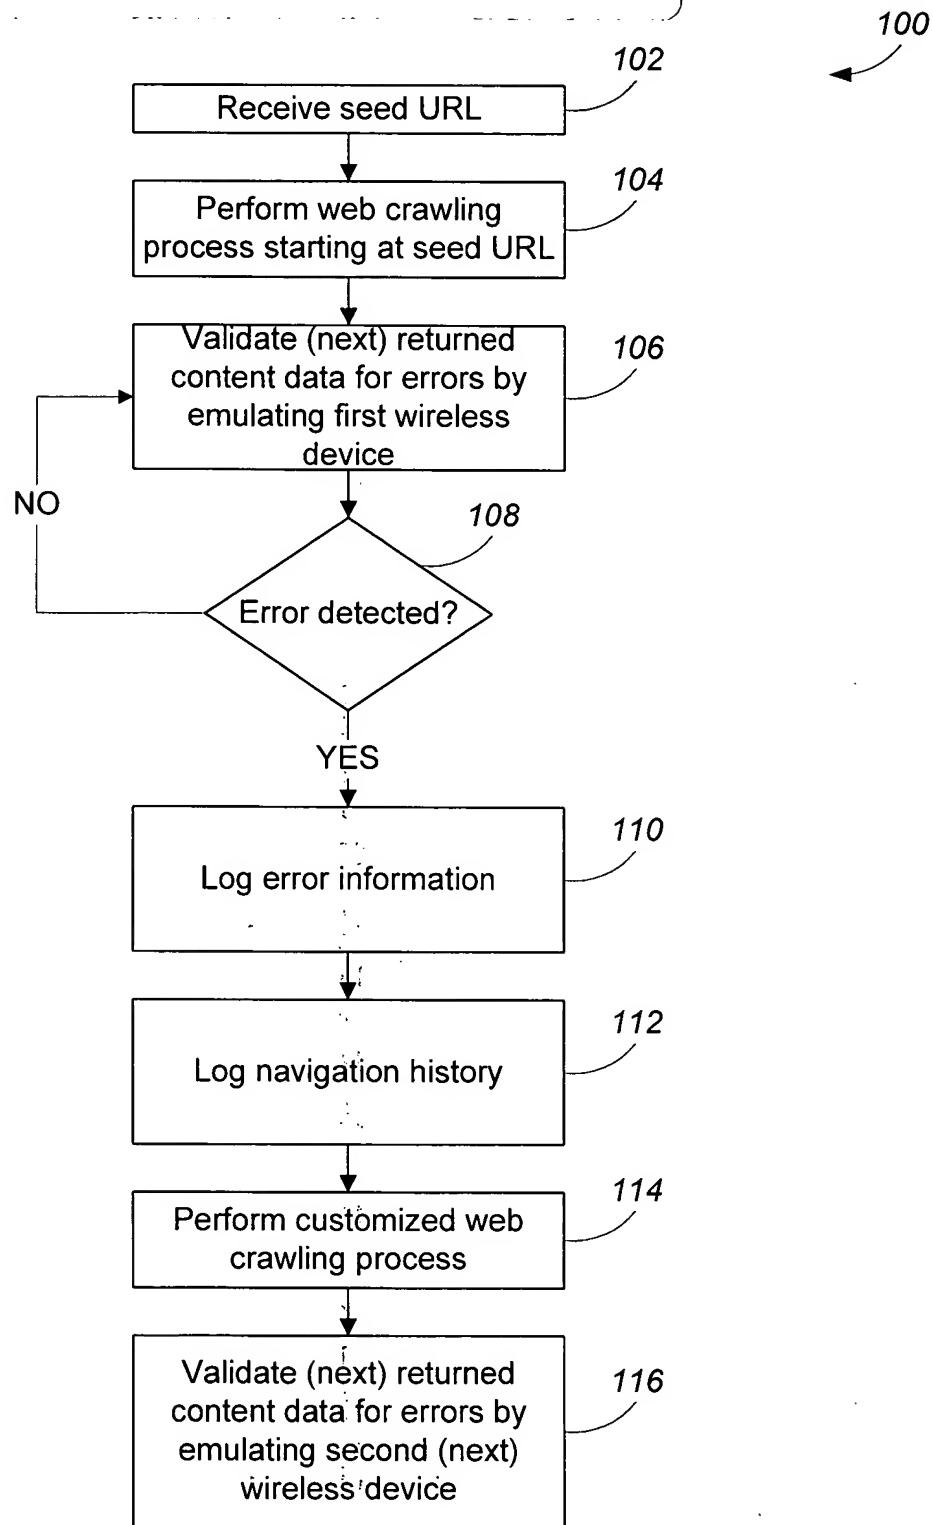 100
102
Receive seed URL
104
Perform web crawling
process starting at seed URL
106
Validate (next) returned
content data for errors by
emulating first wireless
device
NO
108
Error detected?
YES
110
Log error information
112
Log navigation history
114
Perform customized web
crawling process
116
Validate (next) returned
content data for errors by
emulating second (next)
wireless device